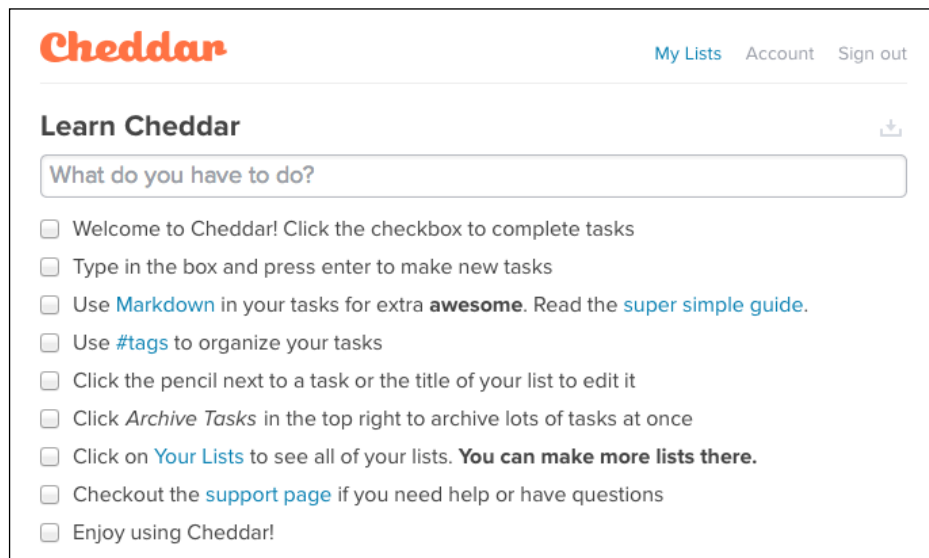 Cheddar
My Lists Account Sign out
Learn Cheddar
What do you have to do?
Welcome to Cheddar! Click the checkbox to complete tasks
Type in the box and press enter to make new tasks
Use Markdown in your tasks for extra awesome. Read the super simple guide.
Use #tags to organize your tasks
Click the pencil next to a task or the title of your list to edit it
Click Archive Tasks in the top right to archive lots of tasks at once
Click on Your Lists to see all of your lists. You can make more lists there.
Checkout the support page if you need help or have questions
Enjoy using Cheddar!